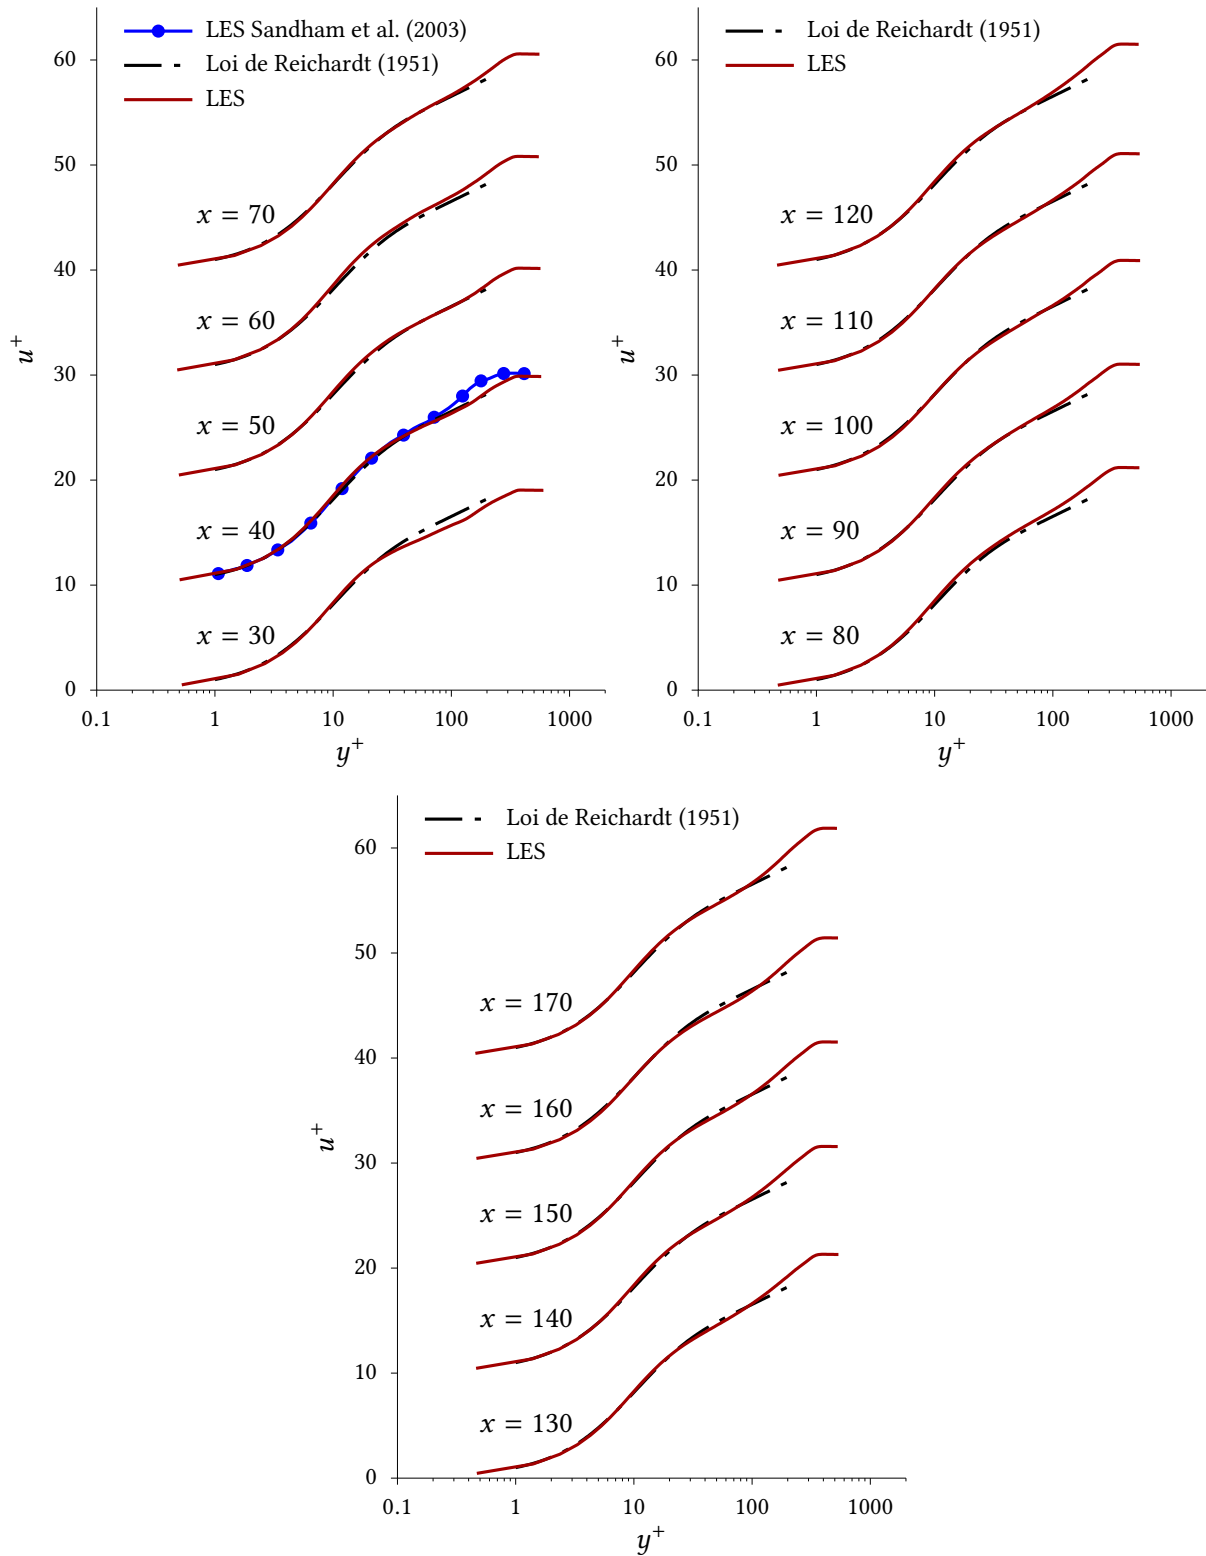 LES Sandham et al. (2003)
Loi de Reichardt (1951)
LES
60
50
40
30
20
10
0
u⁺
x = 70
x = 60
x = 50
x = 40
x = 30
0.1 1 10 100 1000
y⁺
Loi de Reichardt (1951)
LES
60
50
40
30
20
10
0
u⁺
x = 120
x = 110
x = 100
x = 90
x = 80
0.1 1 10 100 1000
y⁺
Loi de Reichardt (1951)
LES
60
50
40
30
20
10
0
u⁺
x = 170
x = 160
x = 150
x = 140
x = 130
0.1 1 10 100 1000
y⁺